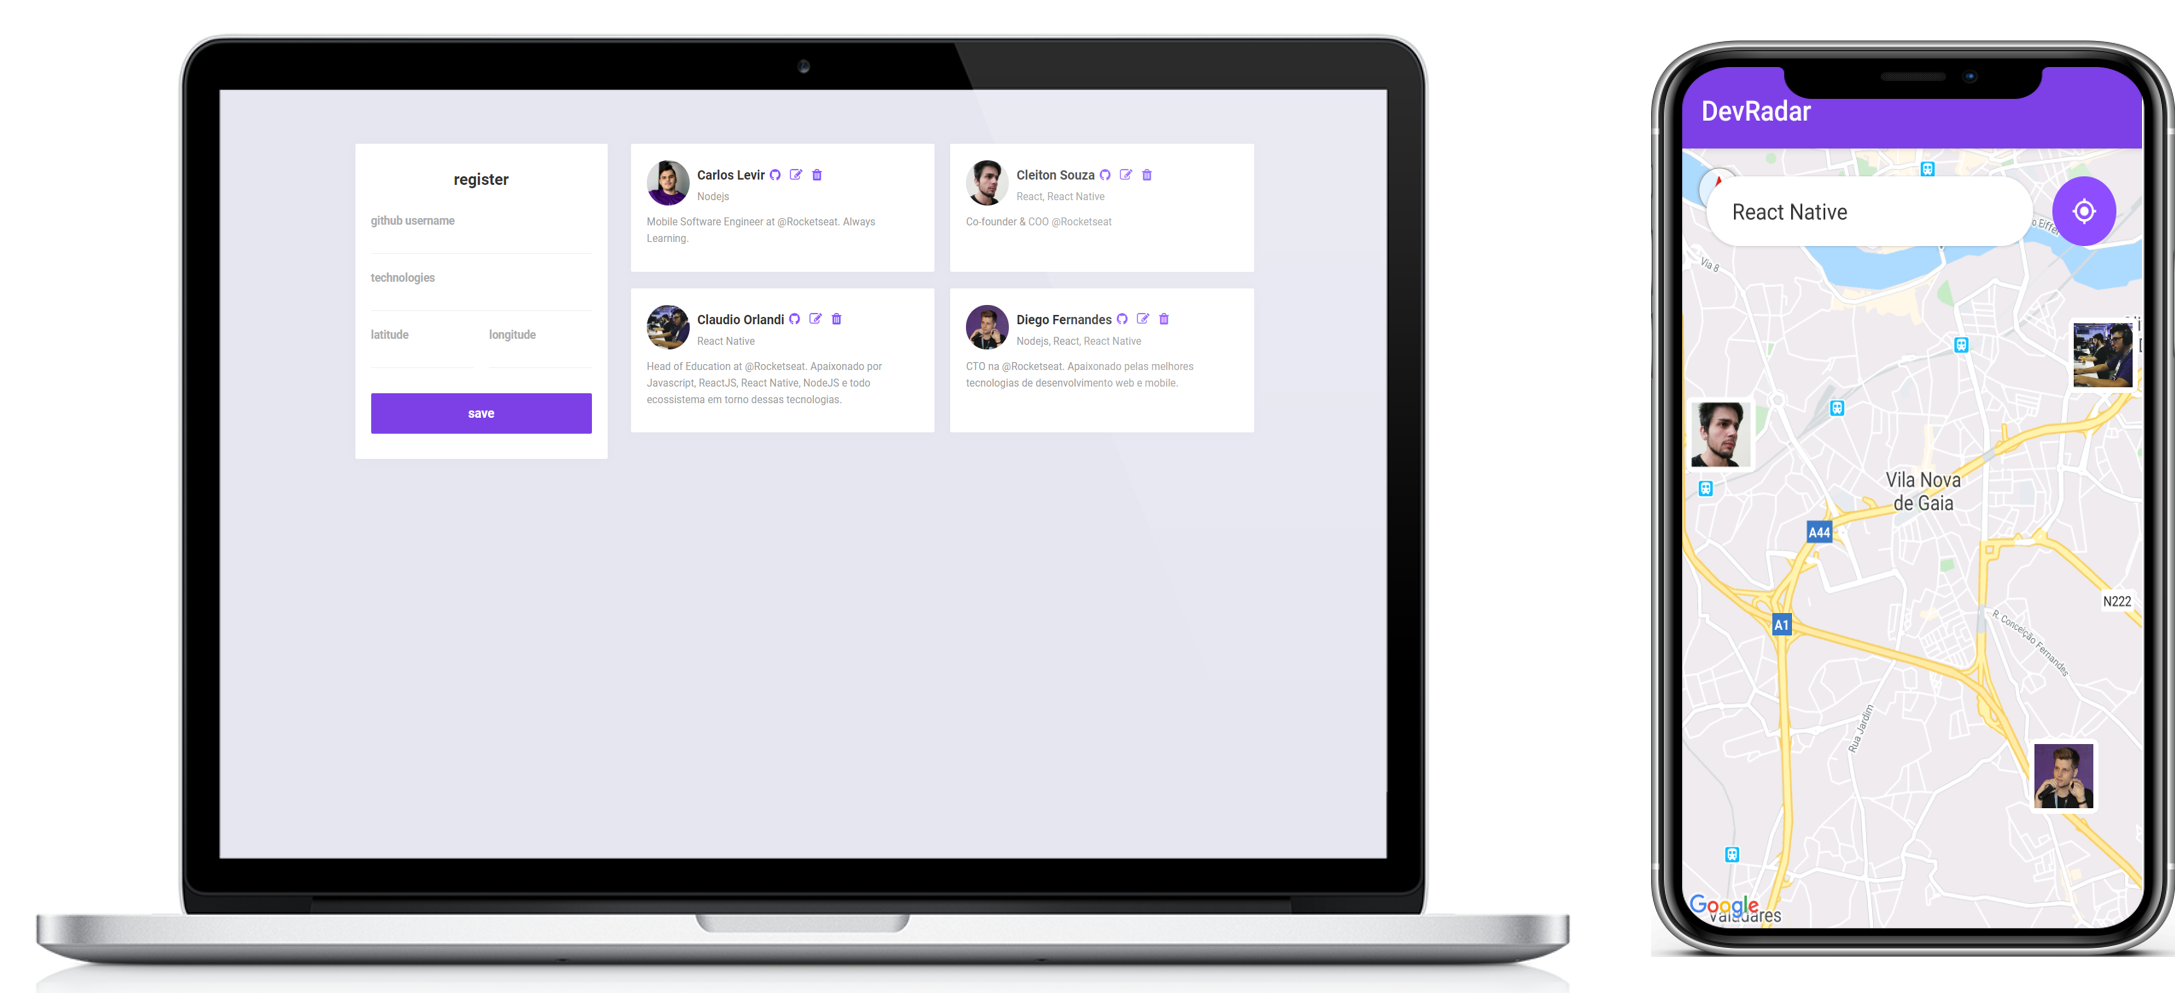 register
github username
technologies
latitude
longitude
save
Carlos Levir
Nodejs
Mobile Software Engineer at @Rocketseat. Always
Learning.
Cleiton Souza
React, React Native
Co-founder & COO @Rocketseat
Claudio Orlandi
React Native
Head of Education at @Rocketseat. Apaixonado por
Javascript, ReactJS, React Native, NodeJS e todo
ecossistema em torno dessas tecnologias.
Diego Fernandes
Nodejs, React, React Native
CTO na @Rocketseat. Apaixonado pelas melhores
tecnologias de desenvolvimento web e mobile.
DevRadar
React Native
o Eiffel
Via 8
Vila Nova
de Gaia
A44
N222
A1
R. Conceição Fernandes
Rua Jardim
Google
Valadares